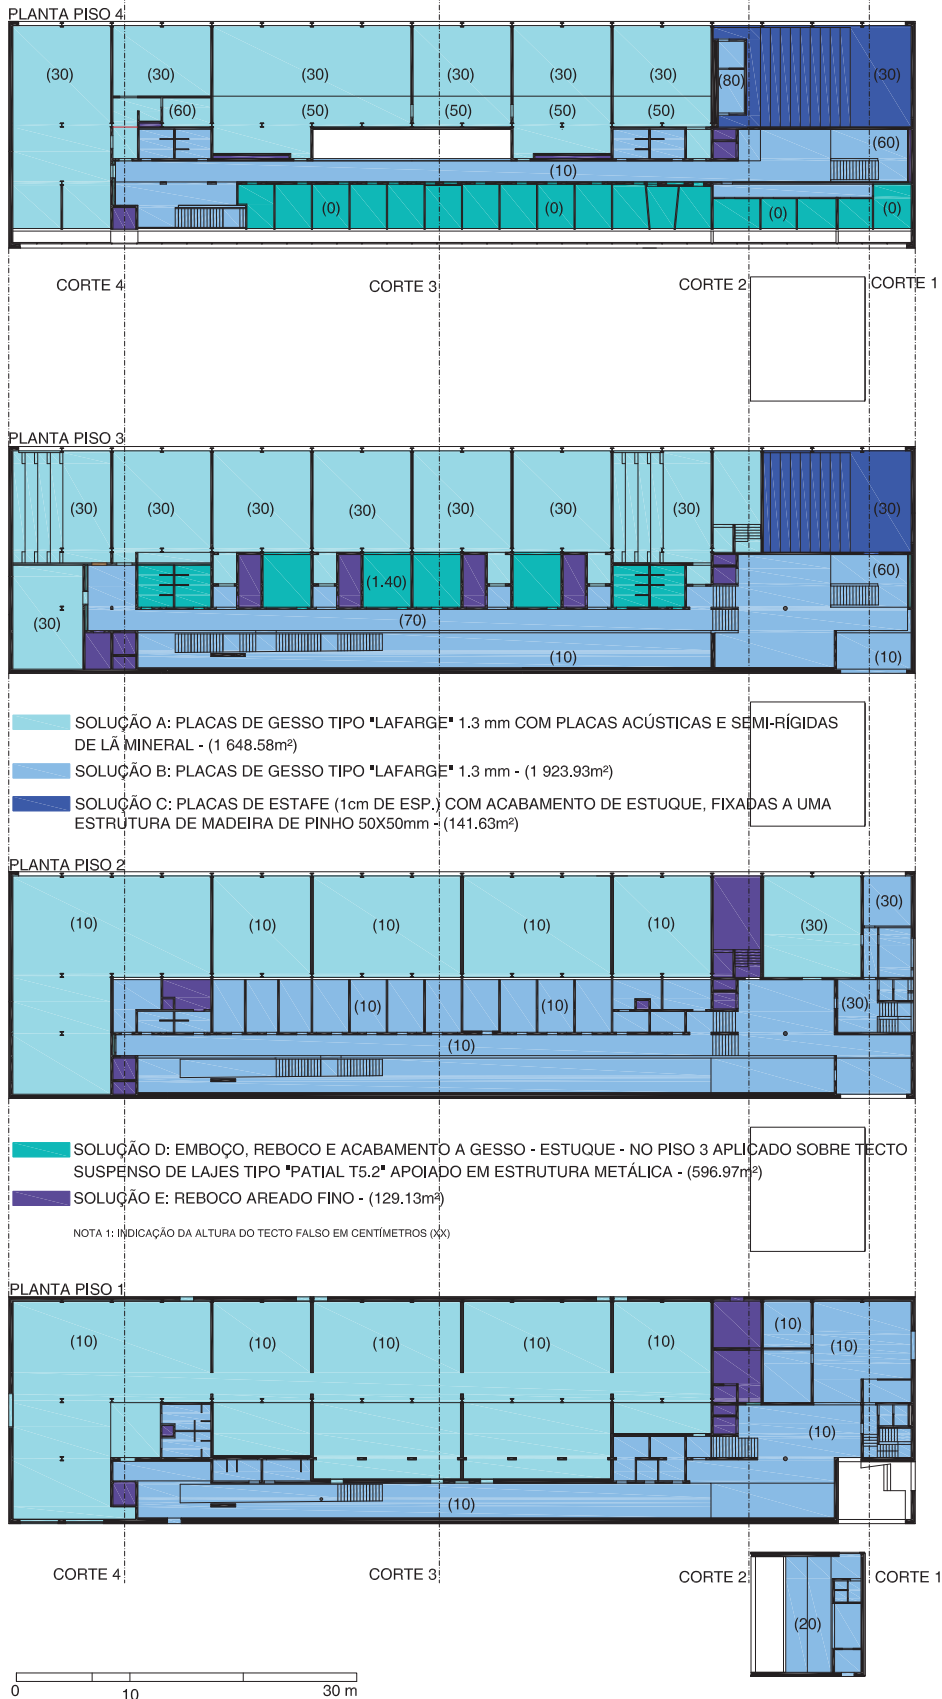 PLANTA PISO 4
(30) (30) (30) (30) (30) (30) (80) (30)
(60) (50) (50) (50) (50)
(60)
(10)
(0) (0) (0) (0)
CORTE 4 CORTE 3 CORTE 2 CORTE 1
PLANTA PISO 3
(30) (30) (30) (30) (30) (30) (30)
(1.40) (60)
(30) (70)
(10) (10)
SOLUÇÃO A: PLACAS DE GESSO TIPO "LAFARGE" 1.3 mm COM PLACAS ACÚSTICAS E SEMI-RÍGIDAS
DE LÃ MINERAL - (1 648.58m²)
SOLUÇÃO B: PLACAS DE GESSO TIPO "LAFARGE" 1.3 mm - (1 923.93m²)
SOLUÇÃO C: PLACAS DE ESTAFE (1cm DE ESP.) COM ACABAMENTO DE ESTUQUE, FIXADAS A UMA
ESTRUTURA DE MADEIRA DE PINHO 50X50mm - (141.63m²)
PLANTA PISO 2
(10) (10) (10) (10) (10) (30) (30)
(10) (10) (30)
(10)
SOLUÇÃO D: EMBOÇO, REBOCO E ACABAMENTO A GESSO - ESTUQUE - NO PISO 3 APLICADO SOBRE TECTO
SUSPENSO DE LAJES TIPO "PATIAL T5.2" APOIADO EM ESTRUTURA METÁLICA - (596.97m²)
SOLUÇÃO E: REBOCO AREADO FINO - (129.13m²)
NOTA 1: INDICAÇÃO DA ALTURA DO TECTO FALSO EM CENTÍMETROS (XX)
PLANTA PISO 1
(10) (10) (10) (10) (10) (10) (10)
(10)
(10)
CORTE 4 CORTE 3 CORTE 2 CORTE 1
(20)
0 10 30 m